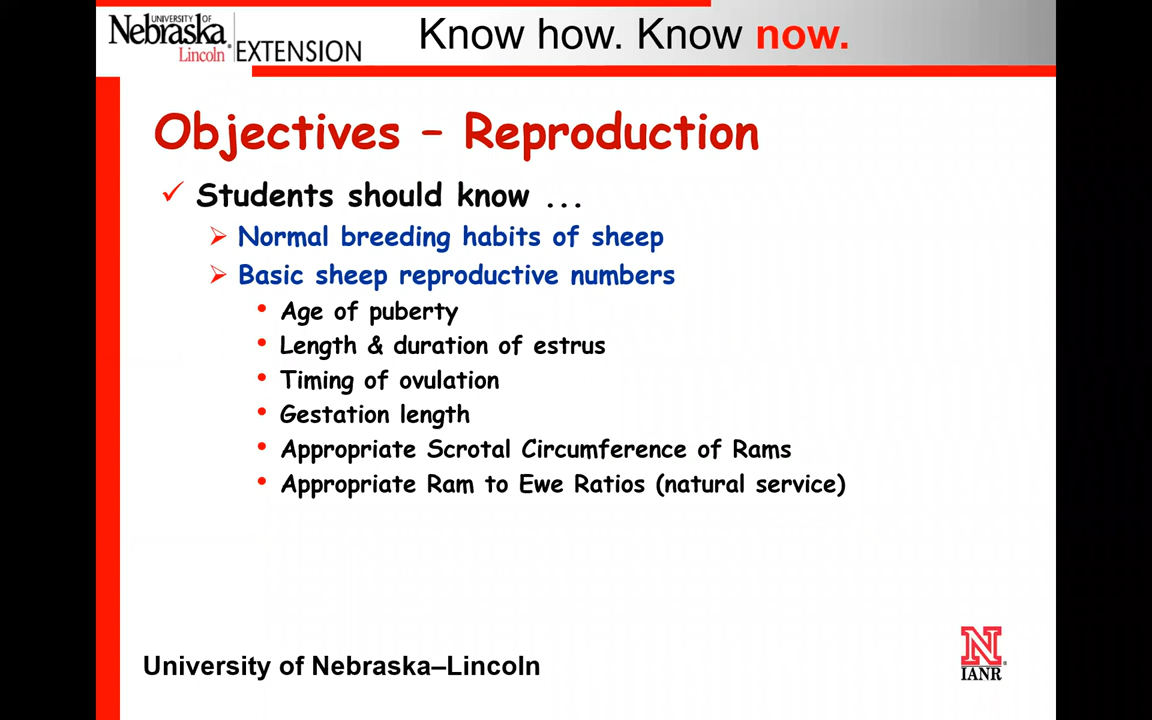 UNIVERSITY OF
Nebraska
Lincoln
EXTENSION
Know how. Know now.
Objectives – Reproduction
✓ Students should know ...
➢ Normal breeding habits of sheep
➢ Basic sheep reproductive numbers
• Age of puberty
• Length & duration of estrus
• Timing of ovulation
• Gestation length
• Appropriate Scrotal Circumference of Rams
• Appropriate Ram to Ewe Ratios (natural service)
University of Nebraska–Lincoln
N
IANR